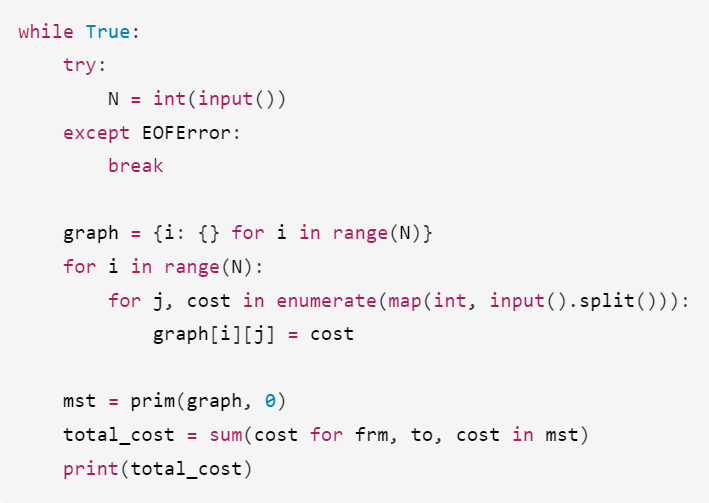 while True:
    try:
        N = int(input())
    except EOFError:
        break

    graph = {i: {} for i in range(N)}
    for i in range(N):
        for j, cost in enumerate(map(int, input().split())):
            graph[i][j] = cost

    mst = prim(graph, 0)
    total_cost = sum(cost for frm, to, cost in mst)
    print(total_cost)